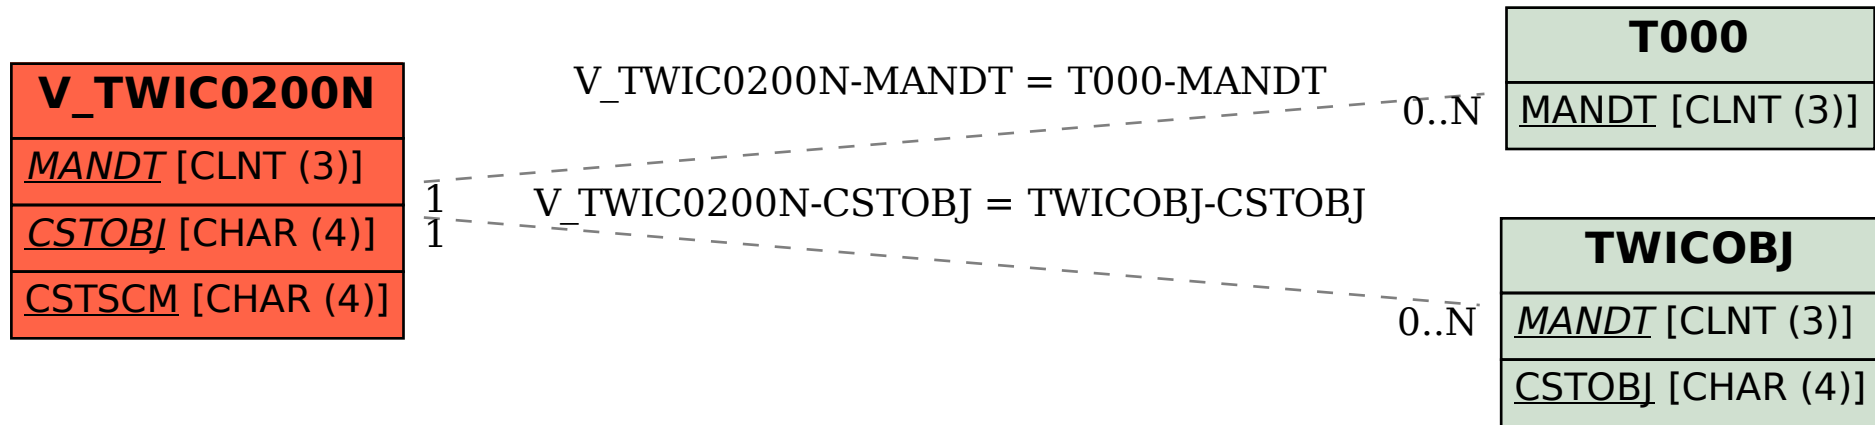 V_TWIC0200N
MANDT [CLNT (3)]
CSTOBJ [CHAR (4)]
CSTSCM [CHAR (4)]
V_TWIC0200N-MANDT = T000-MANDT
0..N
1
V_TWIC0200N-CSTOBJ = TWICOBJ-CSTOBJ
1
0..N
T000
MANDT [CLNT (3)]
TWICOBJ
MANDT [CLNT (3)]
CSTOBJ [CHAR (4)]